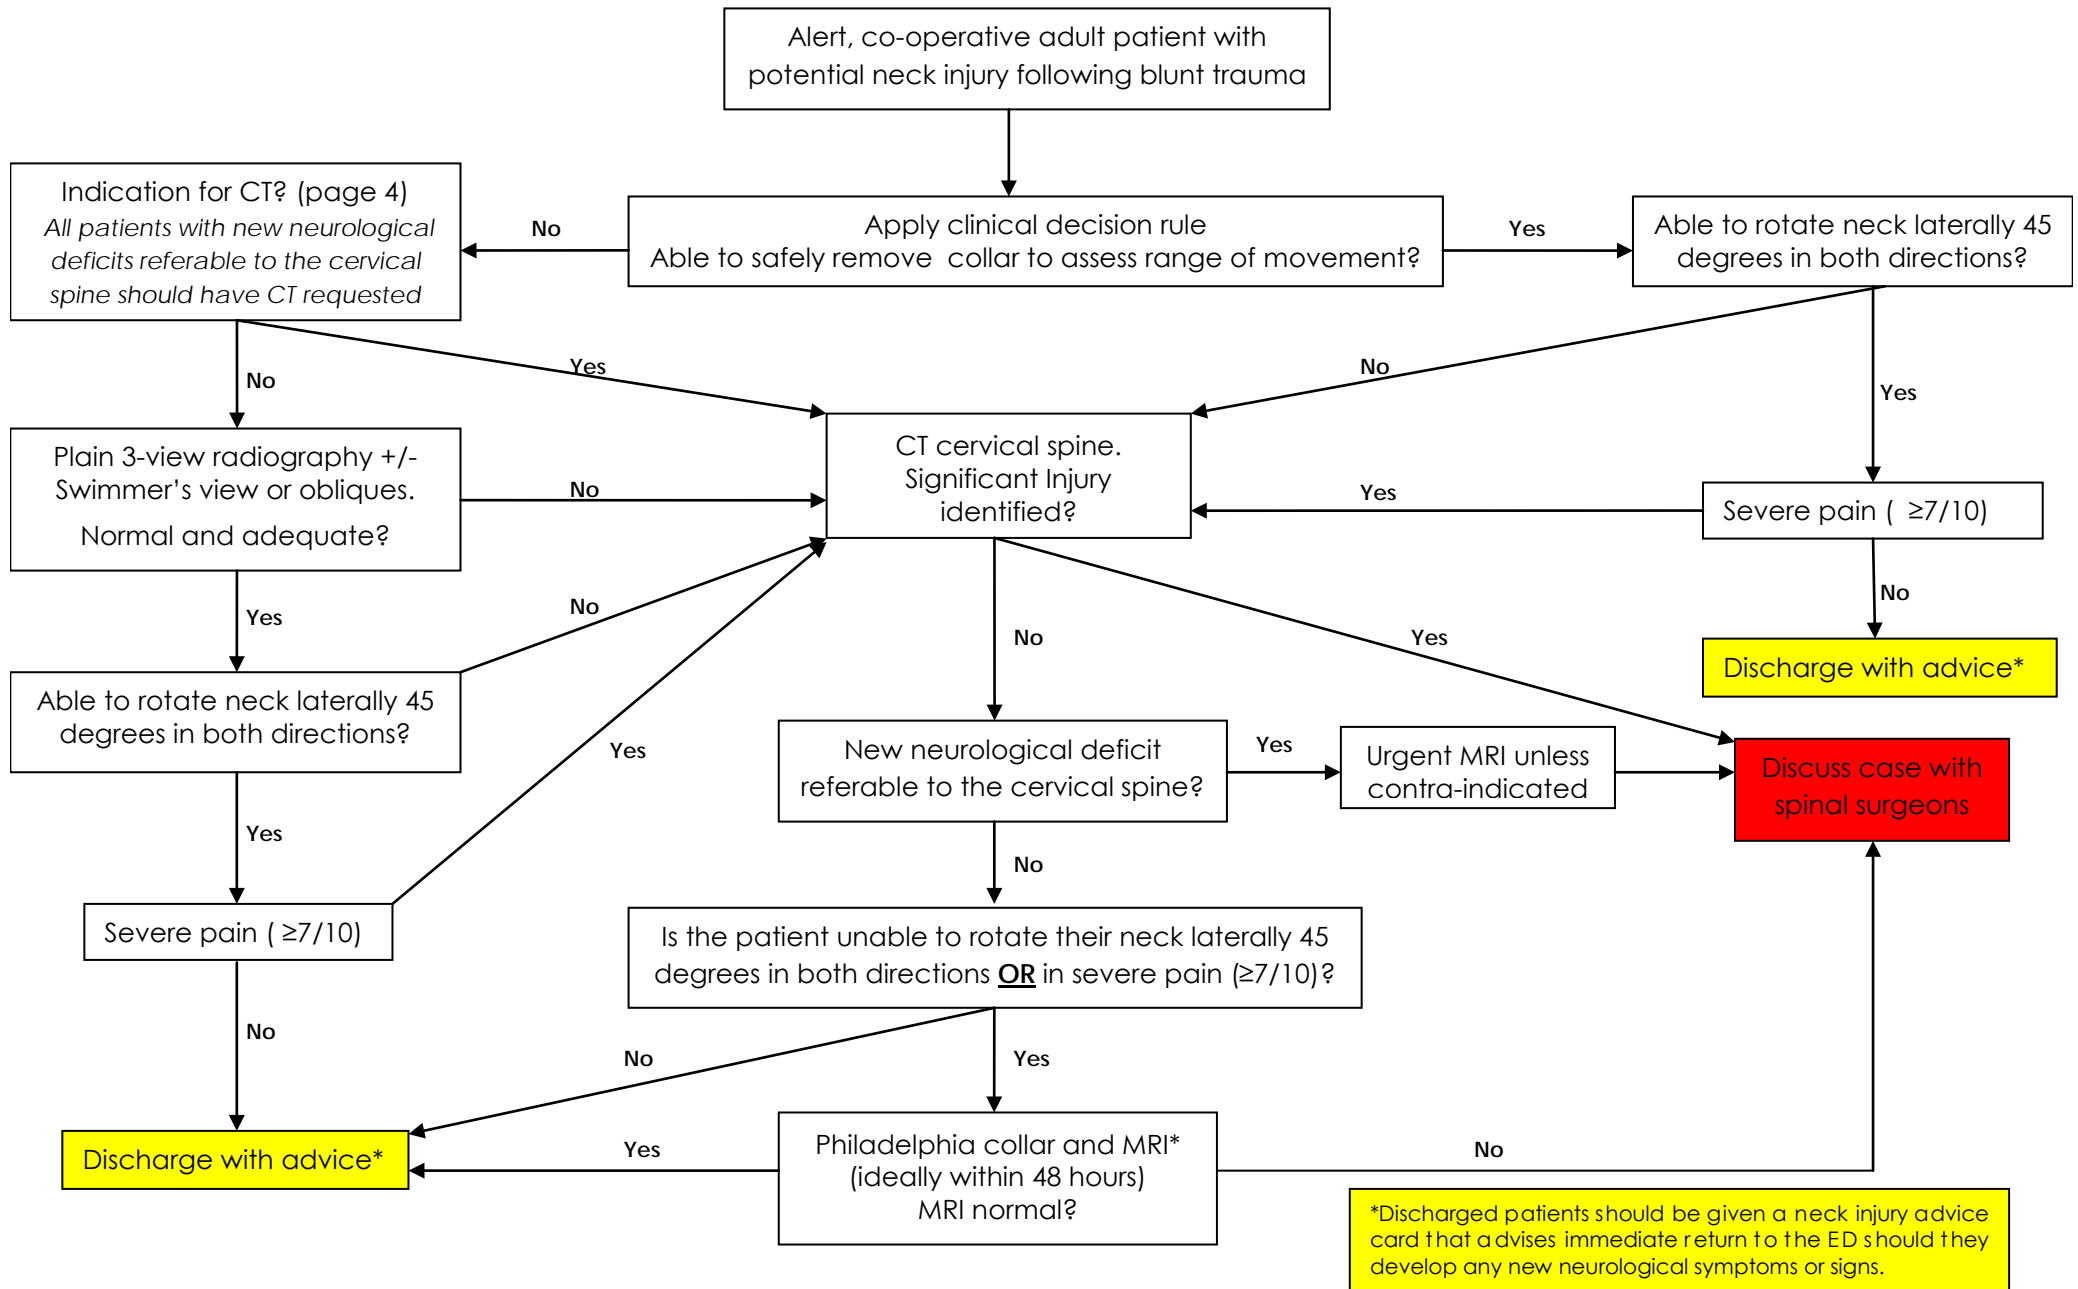 Alert, co-operative adult patient with
potential neck injury following blunt trauma
Indication for CT? (page 4)
All patients with new neurological
deficits referable to the cervical
spine should have CT requested
No
Apply clinical decision rule
Able to safely remove collar to assess range of movement?
Yes
Able to rotate neck laterally 45
degrees in both directions?
No
Yes
No
Yes
Plain 3-view radiography +/-
Swimmer's view or obliques.
Normal and adequate?
No
CT cervical spine.
Significant Injury
identified?
Yes
Severe pain ( ≥7/10)
No
Discharge with advice*
Yes
No
No
Yes
Able to rotate neck laterally 45
degrees in both directions?
Yes
Yes
New neurological deficit
referable to the cervical spine?
Yes
Urgent MRI unless
contra-indicated
Discuss case with
spinal surgeons
No
Severe pain ( ≥7/10)
Is the patient unable to rotate their neck laterally 45
degrees in both directions OR in severe pain (≥7/10)?
No
No
Yes
Discharge with advice*
Yes
Philadelphia collar and MRI*
(ideally within 48 hours)
MRI normal?
No
*Discharged patients should be given a neck injury advice
card that advises immediate return to the ED should they
develop any new neurological symptoms or signs.